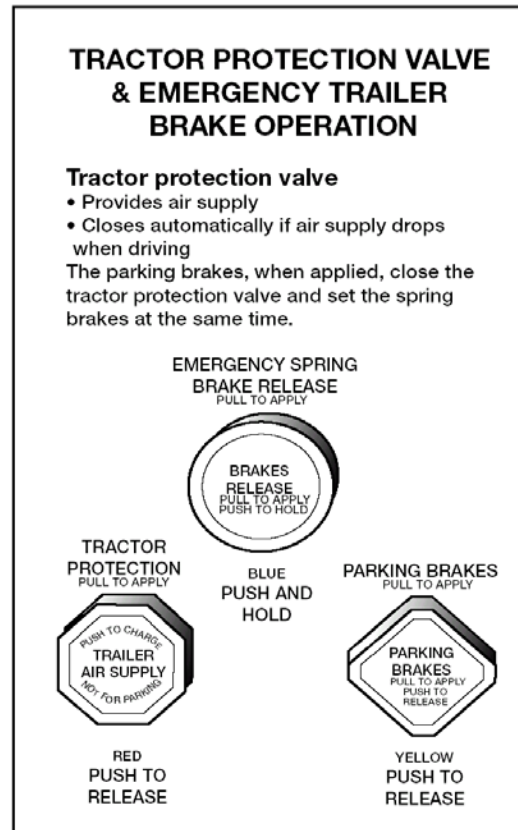 TRACTOR PROTECTION VALVE
& EMERGENCY TRAILER
BRAKE OPERATION
Tractor protection valve
• Provides air supply
• Closes automatically if air supply drops
when driving
The parking brakes, when applied, close the
tractor protection valve and set the spring
brakes at the same time.
EMERGENCY SPRING
BRAKE RELEASE
PULL TO APPLY
BRAKES
RELEASE
PULL TO APPLY
PUSH TO HOLD
BLUE
PUSH AND
HOLD
TRACTOR
PROTECTION
PULL TO APPLY
PUSH TO CHARGE
TRAILER
AIR SUPPLY
NOT FOR PARKING
RED
PUSH TO
RELEASE
PARKING BRAKES
PULL TO APPLY
PARKING
BRAKES
PULL TO APPLY
PUSH TO
RELEASE
YELLOW
PUSH TO
RELEASE